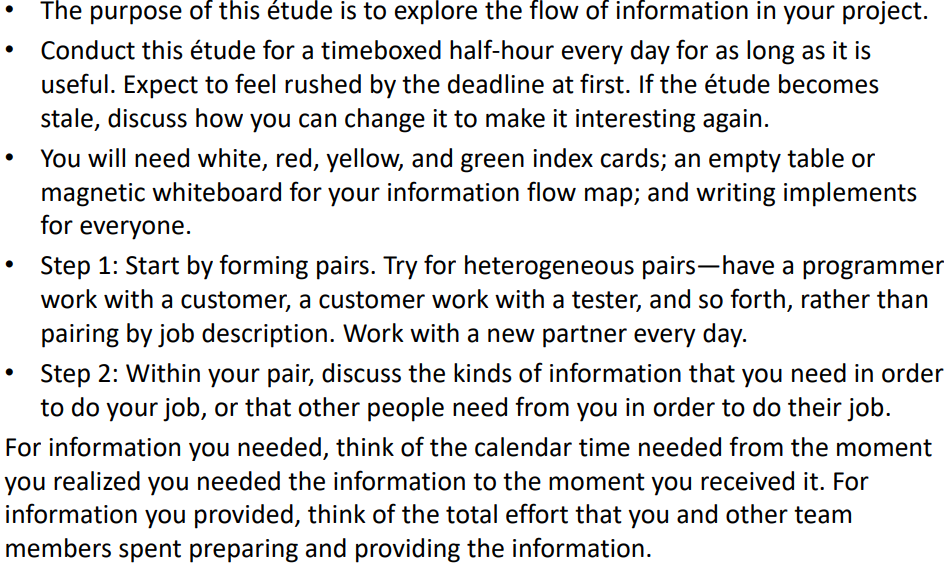 • The purpose of this étude is to explore the flow of information in your project.
• Conduct this étude for a timeboxed half-hour every day for as long as it is
useful. Expect to feel rushed by the deadline at first. If the étude becomes
stale, discuss how you can change it to make it interesting again.
• You will need white, red, yellow, and green index cards; an empty table or
magnetic whiteboard for your information flow map; and writing implements
for everyone.
• Step 1: Start by forming pairs. Try for heterogeneous pairs—have a programmer
work with a customer, a customer work with a tester, and so forth, rather than
pairing by job description. Work with a new partner every day.
• Step 2: Within your pair, discuss the kinds of information that you need in order
to do your job, or that other people need from you in order to do their job.
For information you needed, think of the calendar time needed from the moment
you realized you needed the information to the moment you received it. For
information you provided, think of the total effort that you and other team
members spent preparing and providing the information.